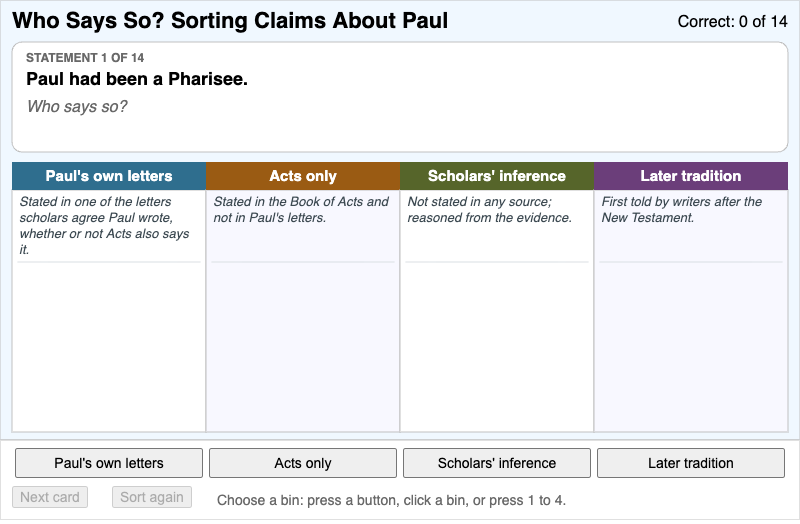 Who Says So? Sorting Claims About Paul
Correct: 0 of 14
STATEMENT 1 OF 14
Paul had been a Pharisee.
Who says so?
Paul's own letters
Stated in one of the letters
scholars agree Paul wrote,
whether or not Acts also says
it.
Acts only
Stated in the Book of Acts and
not in Paul's letters.
Scholars' inference
Not stated in any source;
reasoned from the evidence.
Later tradition
First told by writers after the
New Testament.
Paul's own letters
Acts only
Scholars' inference
Later tradition
Next card
Sort again
Choose a bin: press a button, click a bin, or press 1 to 4.